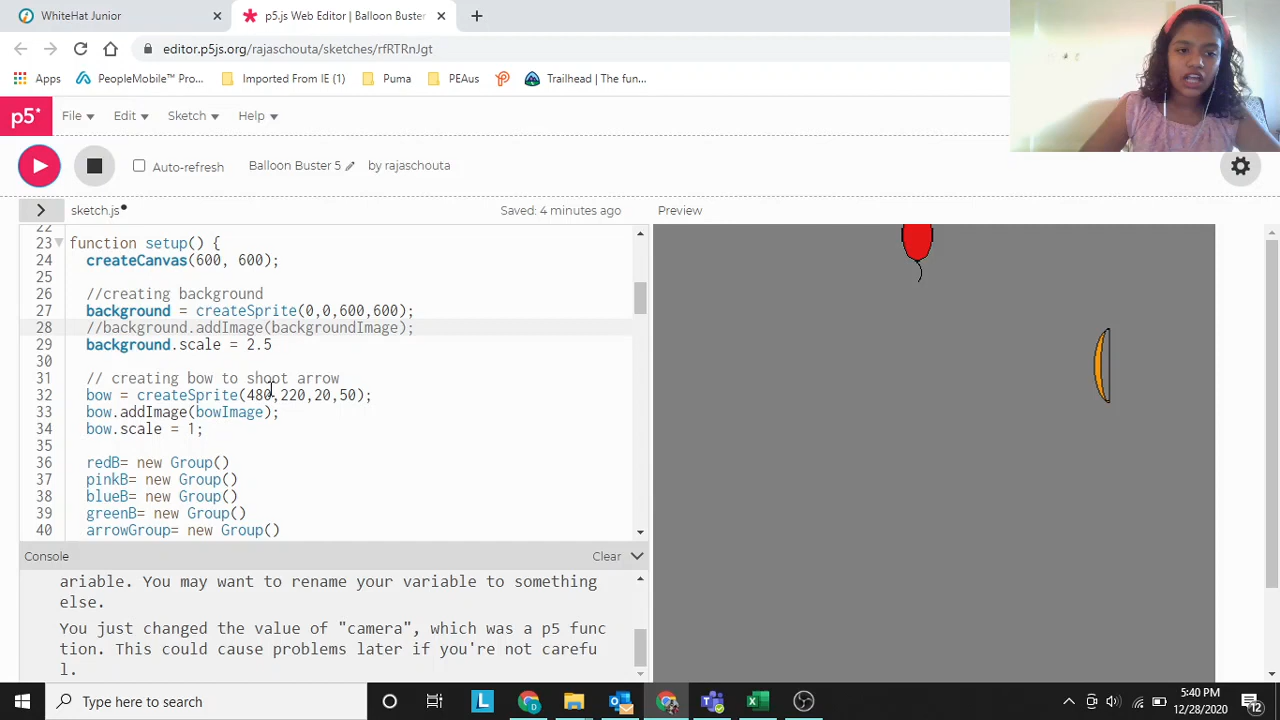 WhiteHat Junior
p5.js Web Editor | Balloon Buster
editor.p5js.org/rajaschouta/sketches/rfRTRnJgt
Apps
PeopleMobile™ Pro...
Imported From IE (1)
Puma
PEAus
Trailhead | The fun...
p5*
File
Edit
Sketch
Help
Auto-refresh
Balloon Buster 5
by rajaschouta
sketch.js
Saved: 4 minutes ago
Preview
22
23 function setup() {
24 createCanvas(600, 600);
25
26 //creating background
27 background = createSprite(0,0,600,600);
28 //background.addImage(backgroundImage);
29 background.scale = 2.5
30
31 // creating bow to shoot arrow
32 bow = createSprite(480,220,20,50);
33 bow.addImage(bowImage);
34 bow.scale = 1;
35
36 redB= new Group()
37 pinkB= new Group()
38 blueB= new Group()
39 greenB= new Group()
40 arrowGroup= new Group()
Console
Clear
ariable. You may want to rename your variable to something
else.
You just changed the value of "camera", which was a p5 func
tion. This could cause problems later if you're not carefu
l.
Type here to search
L
5:40 PM
12/28/2020
12